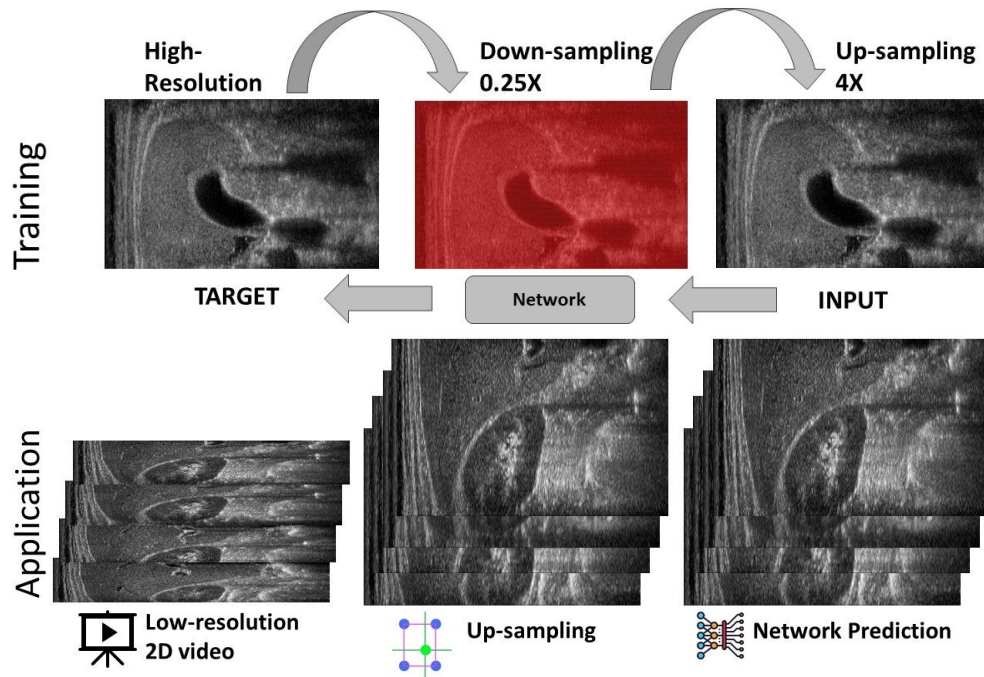 High-
Resolution
Down-sampling
0.25X
Up-sampling
4X
Training
TARGET
Network
INPUT
Application
Low-resolution
2D video
Up-sampling
Network Prediction